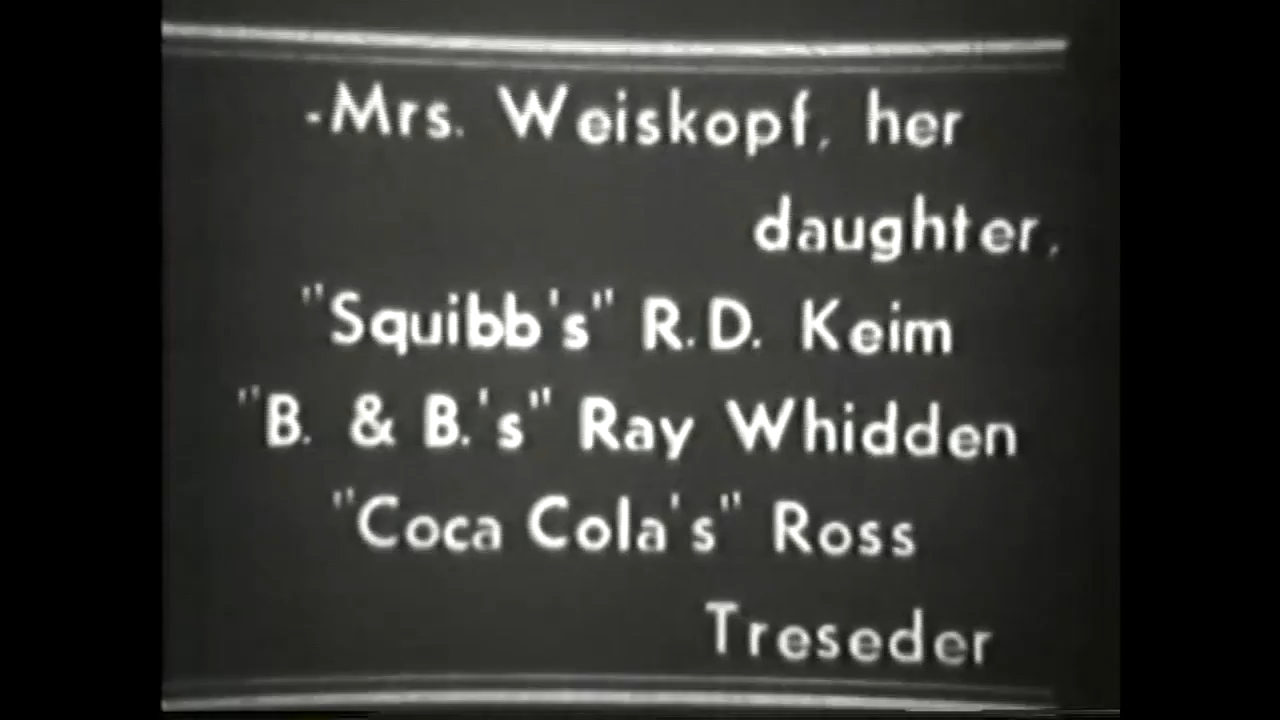 -Mrs. Weiskopf, her
daughter,
"Squibb's" R.D. Keim
"B. & B.'s" Ray Whidden
"Coca Cola's" Ross
Treseder